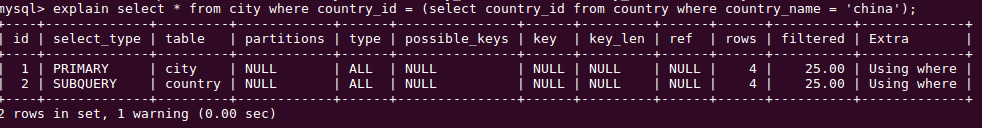 mysql> explain select * from city where country_id = (select country_id from country where country_name = 'china');
+----+-------------+---------+------------+------+---------------+------+---------+------+------+----------+-------------+
| id | select_type | table   | partitions | type | possible_keys | key  | key_len | ref  | rows | filtered | Extra       |
+----+-------------+---------+------------+------+---------------+------+---------+------+------+----------+-------------+
|  1 | PRIMARY     | city    | NULL       | ALL  | NULL          | NULL | NULL    | NULL |    4 |    25.00 | Using where |
|  2 | SUBQUERY    | country | NULL       | ALL  | NULL          | NULL | NULL    | NULL |    4 |    25.00 | Using where |
+----+-------------+---------+------------+------+---------------+------+---------+------+------+----------+-------------+
2 rows in set, 1 warning (0.00 sec)